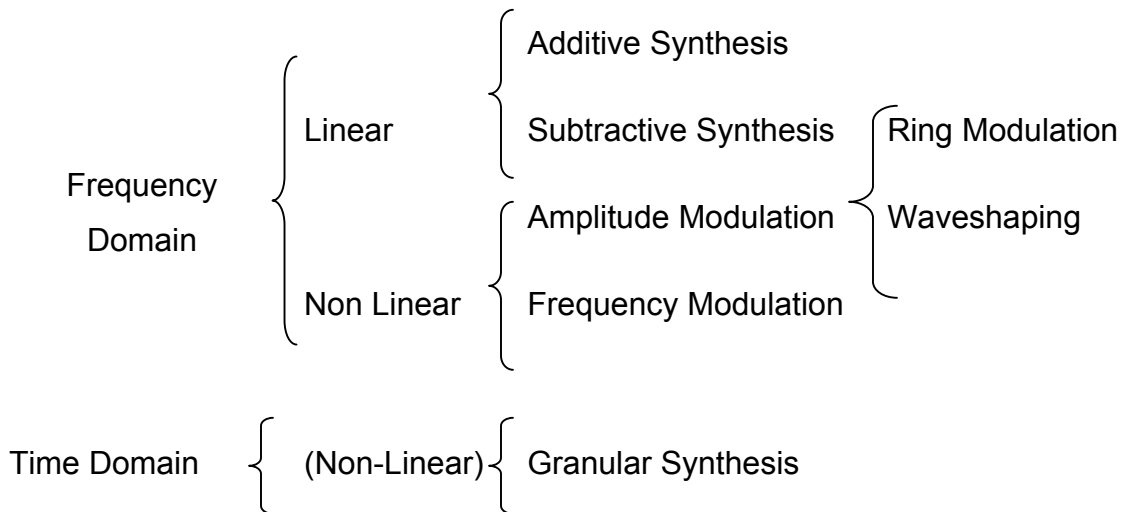 Frequency
Domain
Linear
Additive Synthesis
Subtractive Synthesis
Non Linear
Amplitude Modulation
Ring Modulation
Waveshaping
Frequency Modulation
Time Domain
(Non-Linear)
Granular Synthesis